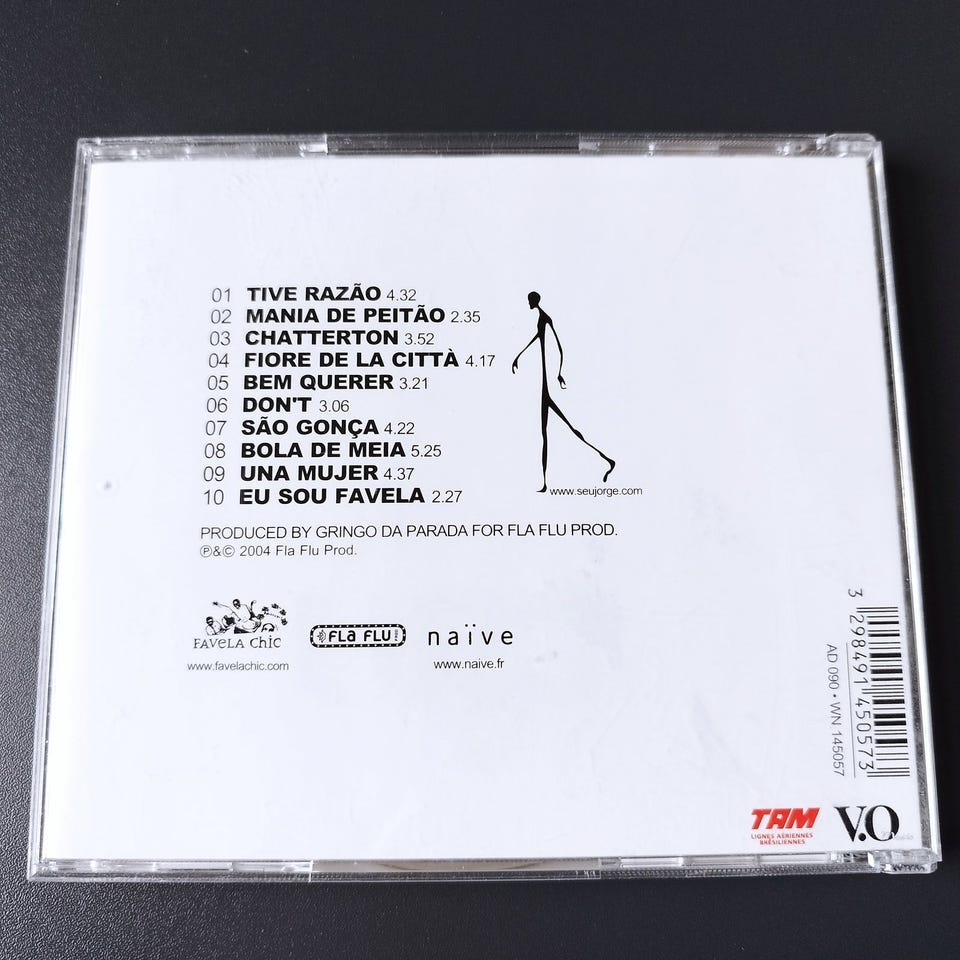 01 TIVE RAZÃO 4.32
02 MANIA DE PEITÃO 2.35
03 CHATTERTON 3.52
04 FIORE DE LA CITTÀ 4.17
05 BEM QUERER 3.21
06 DON'T 3.06
07 SÃO GONÇA 4.22
08 BOLA DE MEIA 5.25
09 UNA MUJER 4.37
10 EU SOU FAVELA 2.27
www.seujorge.com
PRODUCED BY GRINGO DA PARADA FOR FLA FLU PROD.
℗&© 2004 Fla Flu Prod.
FAVELA CHIC
www.favelachic.com
FLA FLU
naïve
www.naive.fr
3 298491 450573
AD 090 • WN 145057
TAM
LIGNES AÉRIENNES
BRÉSILIENNES
V.O